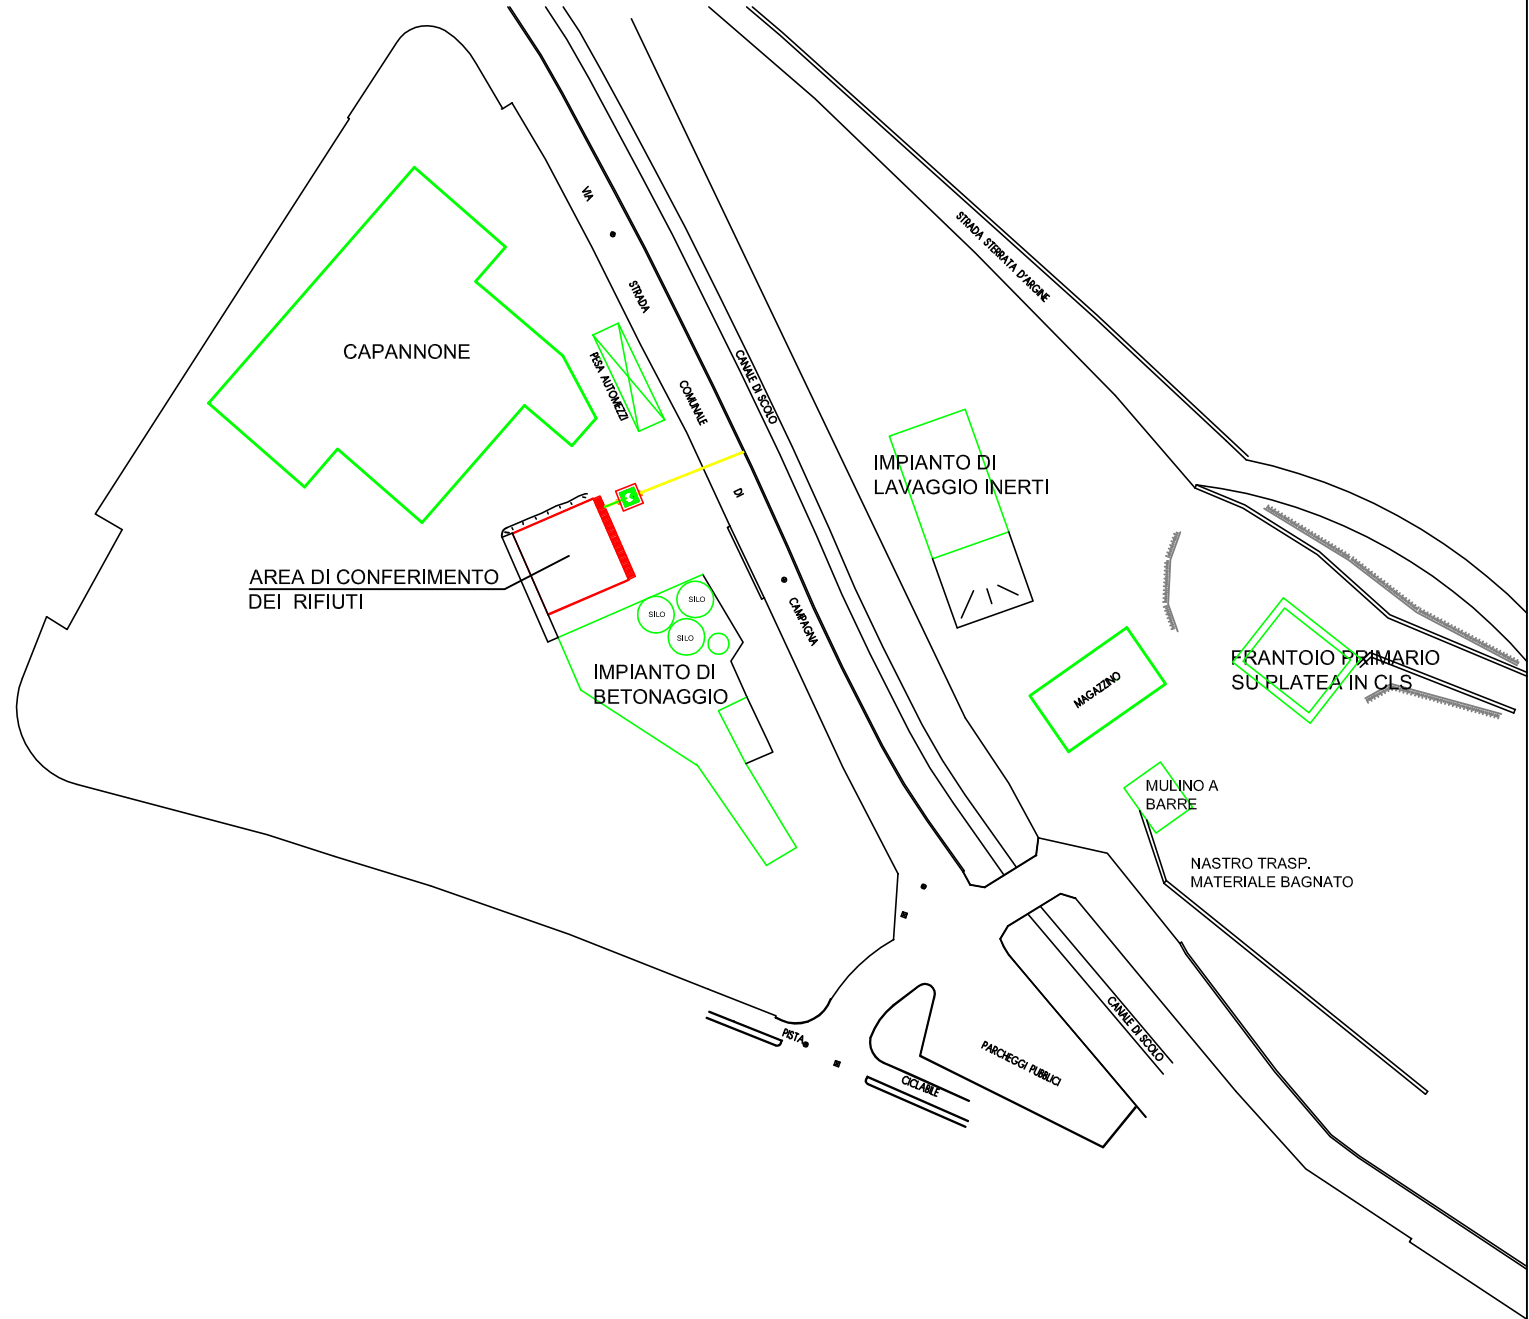 VIA
STRADA
COMUNALE
DI
CAMPAGNA
STRADA STERRATA D'ARGINE
CANALE DI SCOLO
CAPANNONE
PESA AUTOMEZZI
IMPIANTO DI
LAVAGGIO INERTI
AREA DI CONFERIMENTO
DEI RIFIUTI
SILO
SILO
SILO
IMPIANTO DI
BETONAGGIO
MAGAZZINO
FRANTOIO PRIMARIO
SU PLATEA IN CLS
MULINO A
BARRE
NASTRO TRASP.
MATERIALE BAGNATO
CANALE DI SCOLO
PARCHEGGI PUBBLICI
PISTA
CICLABILE